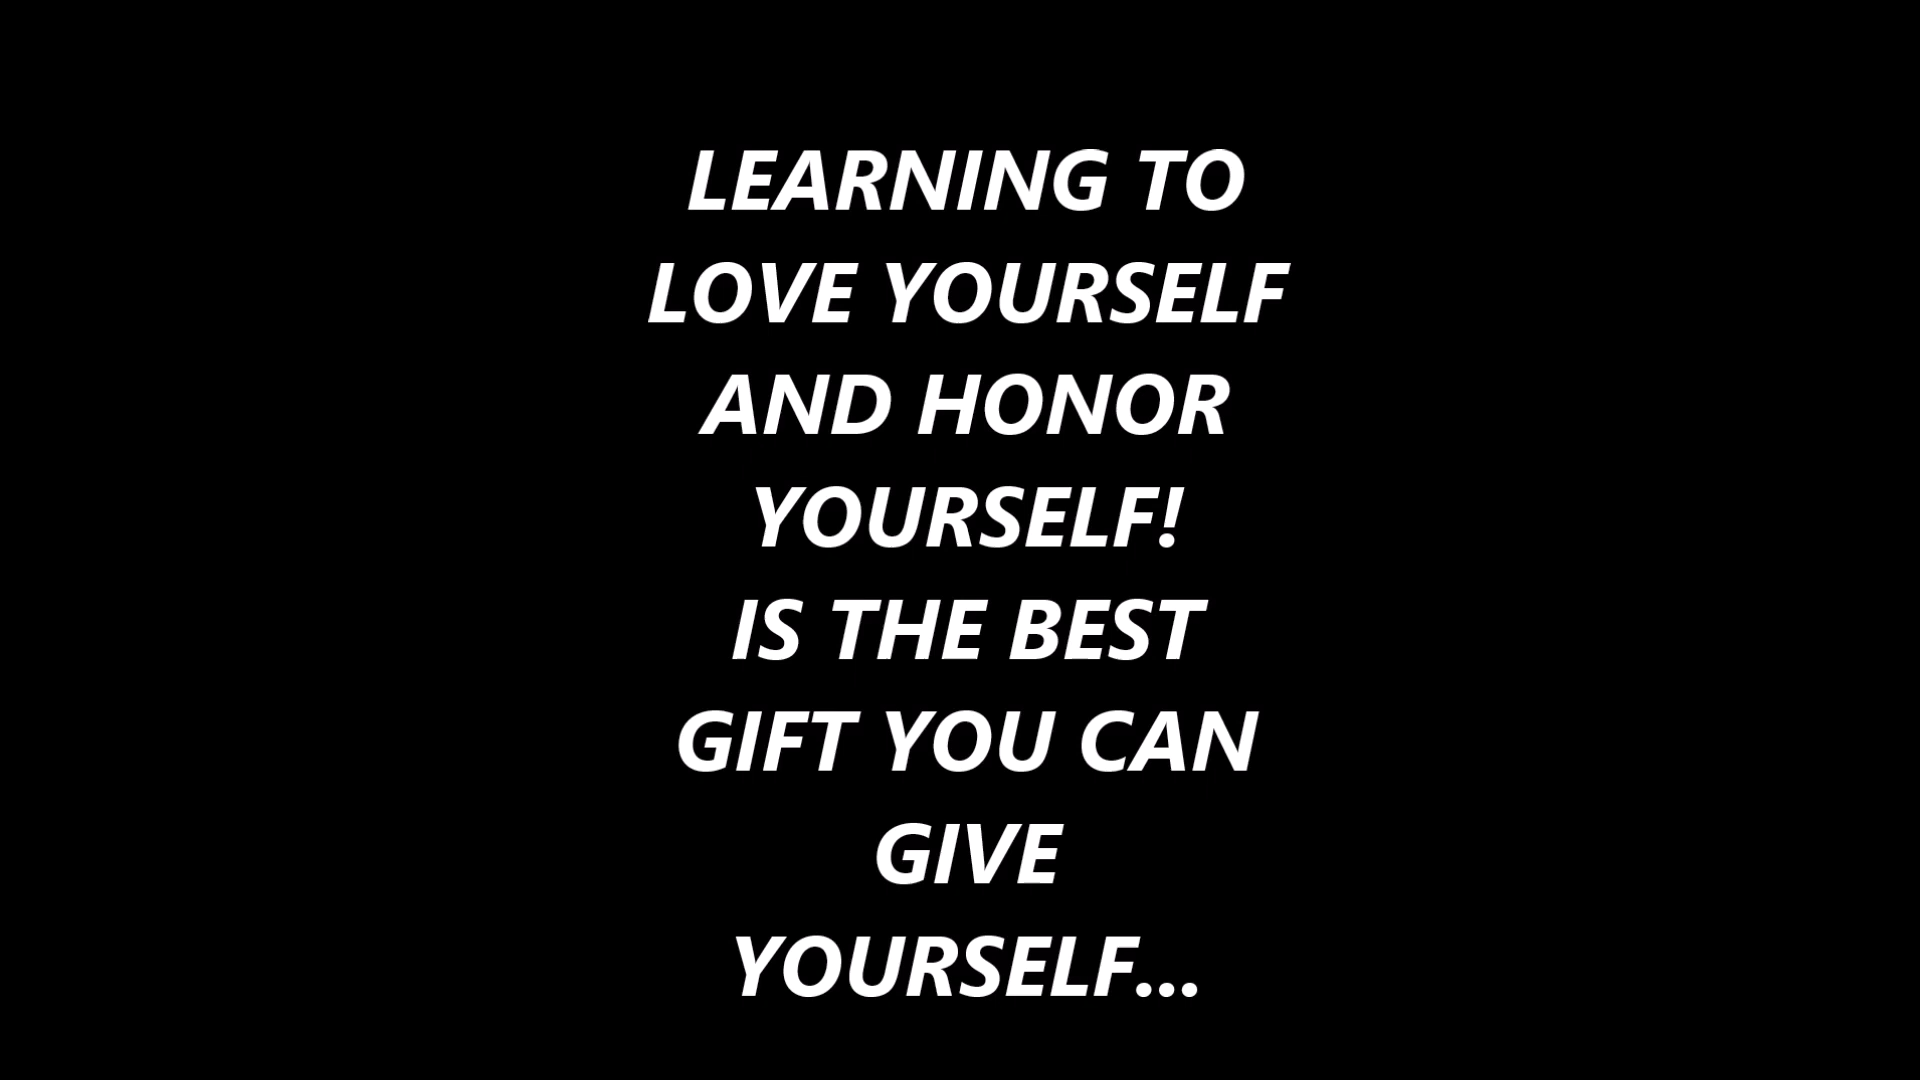 LEARNING TO
LOVE YOURSELF
AND HONOR
YOURSELF!
IS THE BEST
GIFT YOU CAN
GIVE
YOURSELF...